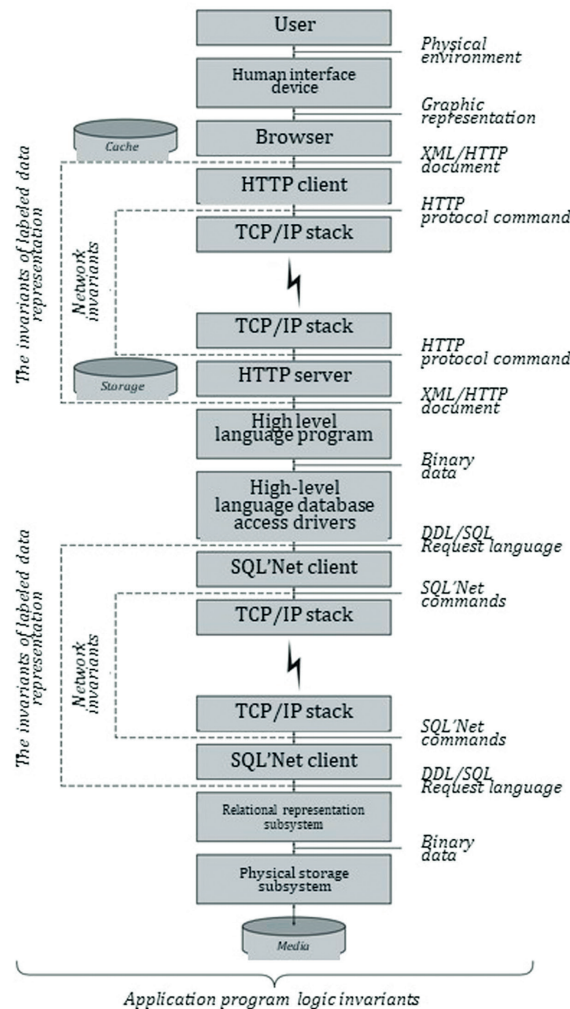 User
Physical
environment
Human interface
device
Graphic
representation
Cache
Browser
XML/HTTP
document
HTTP client
HTTP
protocol command
TCP/IP stack
The invariants of labeled data
representation
Network
invariants
TCP/IP stack
HTTP
protocol command
Storage
HTTP server
XML/HTTP
document
High level
language program
Binary
data
High-level
language database
access drivers
DDL/SQL
Request language
SQL'Net client
SQL'Net
commands
TCP/IP stack
The invariants of labeled data
representation
Network
invariants
TCP/IP stack
SQL'Net
commands
SQL'Net client
DDL/SQL
Request language
Relational representation
subsystem
Binary
data
Physical storage
subsystem
Media
Application program logic invariants